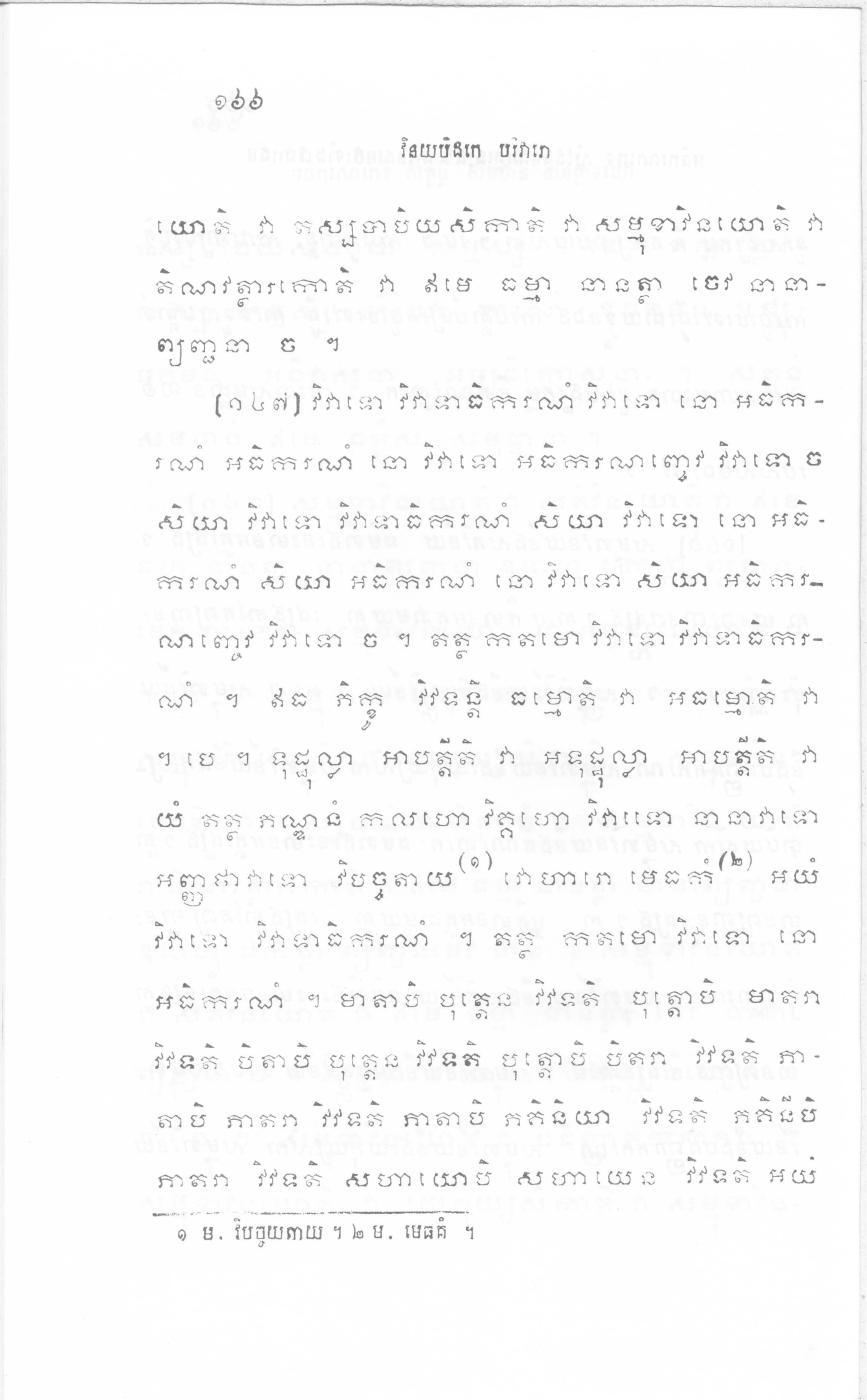 ១៦៦
វិនយបិដកេ បរិវារោ
យោតិ វា តស្សបាបិយសិកាតិ វា សម្មុខាវិនយោតិ វា
តិណវត្ថារកោតិ វា ឥមេ ធម្មា នានត្ថា ចេវ នានា-
ព្យញ្ជនា ច ។
[១៤៧] វិវាទោ វិវាទាធិករណំ វិវាទោ នោ អធិក-
រណំ អធិករណំ នោ វិវាទោ អធិករណញ្ចេវ វិវាទោ ច
សិយា វិវាទោ វិវាទាធិករណំ សិយា វិវាទោ នោ អធិ-
ករណំ សិយា អធិករណំ នោ វិវាទោ សិយា អធិករ-
ណញ្ចេវ វិវាទោ ច ។ តត្ថ កតមោ វិវាទោ វិវាទាធិករ-
ណំ ។ ឥធ ភិក្ខូ វិវទន្តិ ធម្មោតិ វា អធម្មោតិ វា
។ បេ ។ ទុដ្ឋុល្លា អាបត្តីតិ វា អទុដ្ឋុល្លា អាបត្តីតិ វា
យំ តត្ថ ភណ្ឌនំ កលហោ វិគ្គហោ វិវាទោ នានាវាទោ
អញ្ញថាវាទោ វិបច្ចតាយ(១) វោហារោ មេធកំ(២) អយំ
វិវាទោ វិវាទាធិករណំ ។ តត្ថ កតមោ វិវាទោ នោ
អធិករណំ ។ មាតាបិ បុត្តេន វិវទតិ បុត្តោបិ មាតរា
វិវទតិ បិតាបិ បុត្តេន វិវទតិ បុត្តោបិ បិតរា វិវទតិ ភា-
តាបិ ភាតរា វិវទតិ ភាតាបិ ភគិនិយា វិវទតិ ភគិនីបិ
ភាតរា វិវទតិ សហាយោបិ សហាយេន វិវទតិ អយំ
១ ម. វិបច្ចយតាយ ។ ២ ម. មេធគំ ។